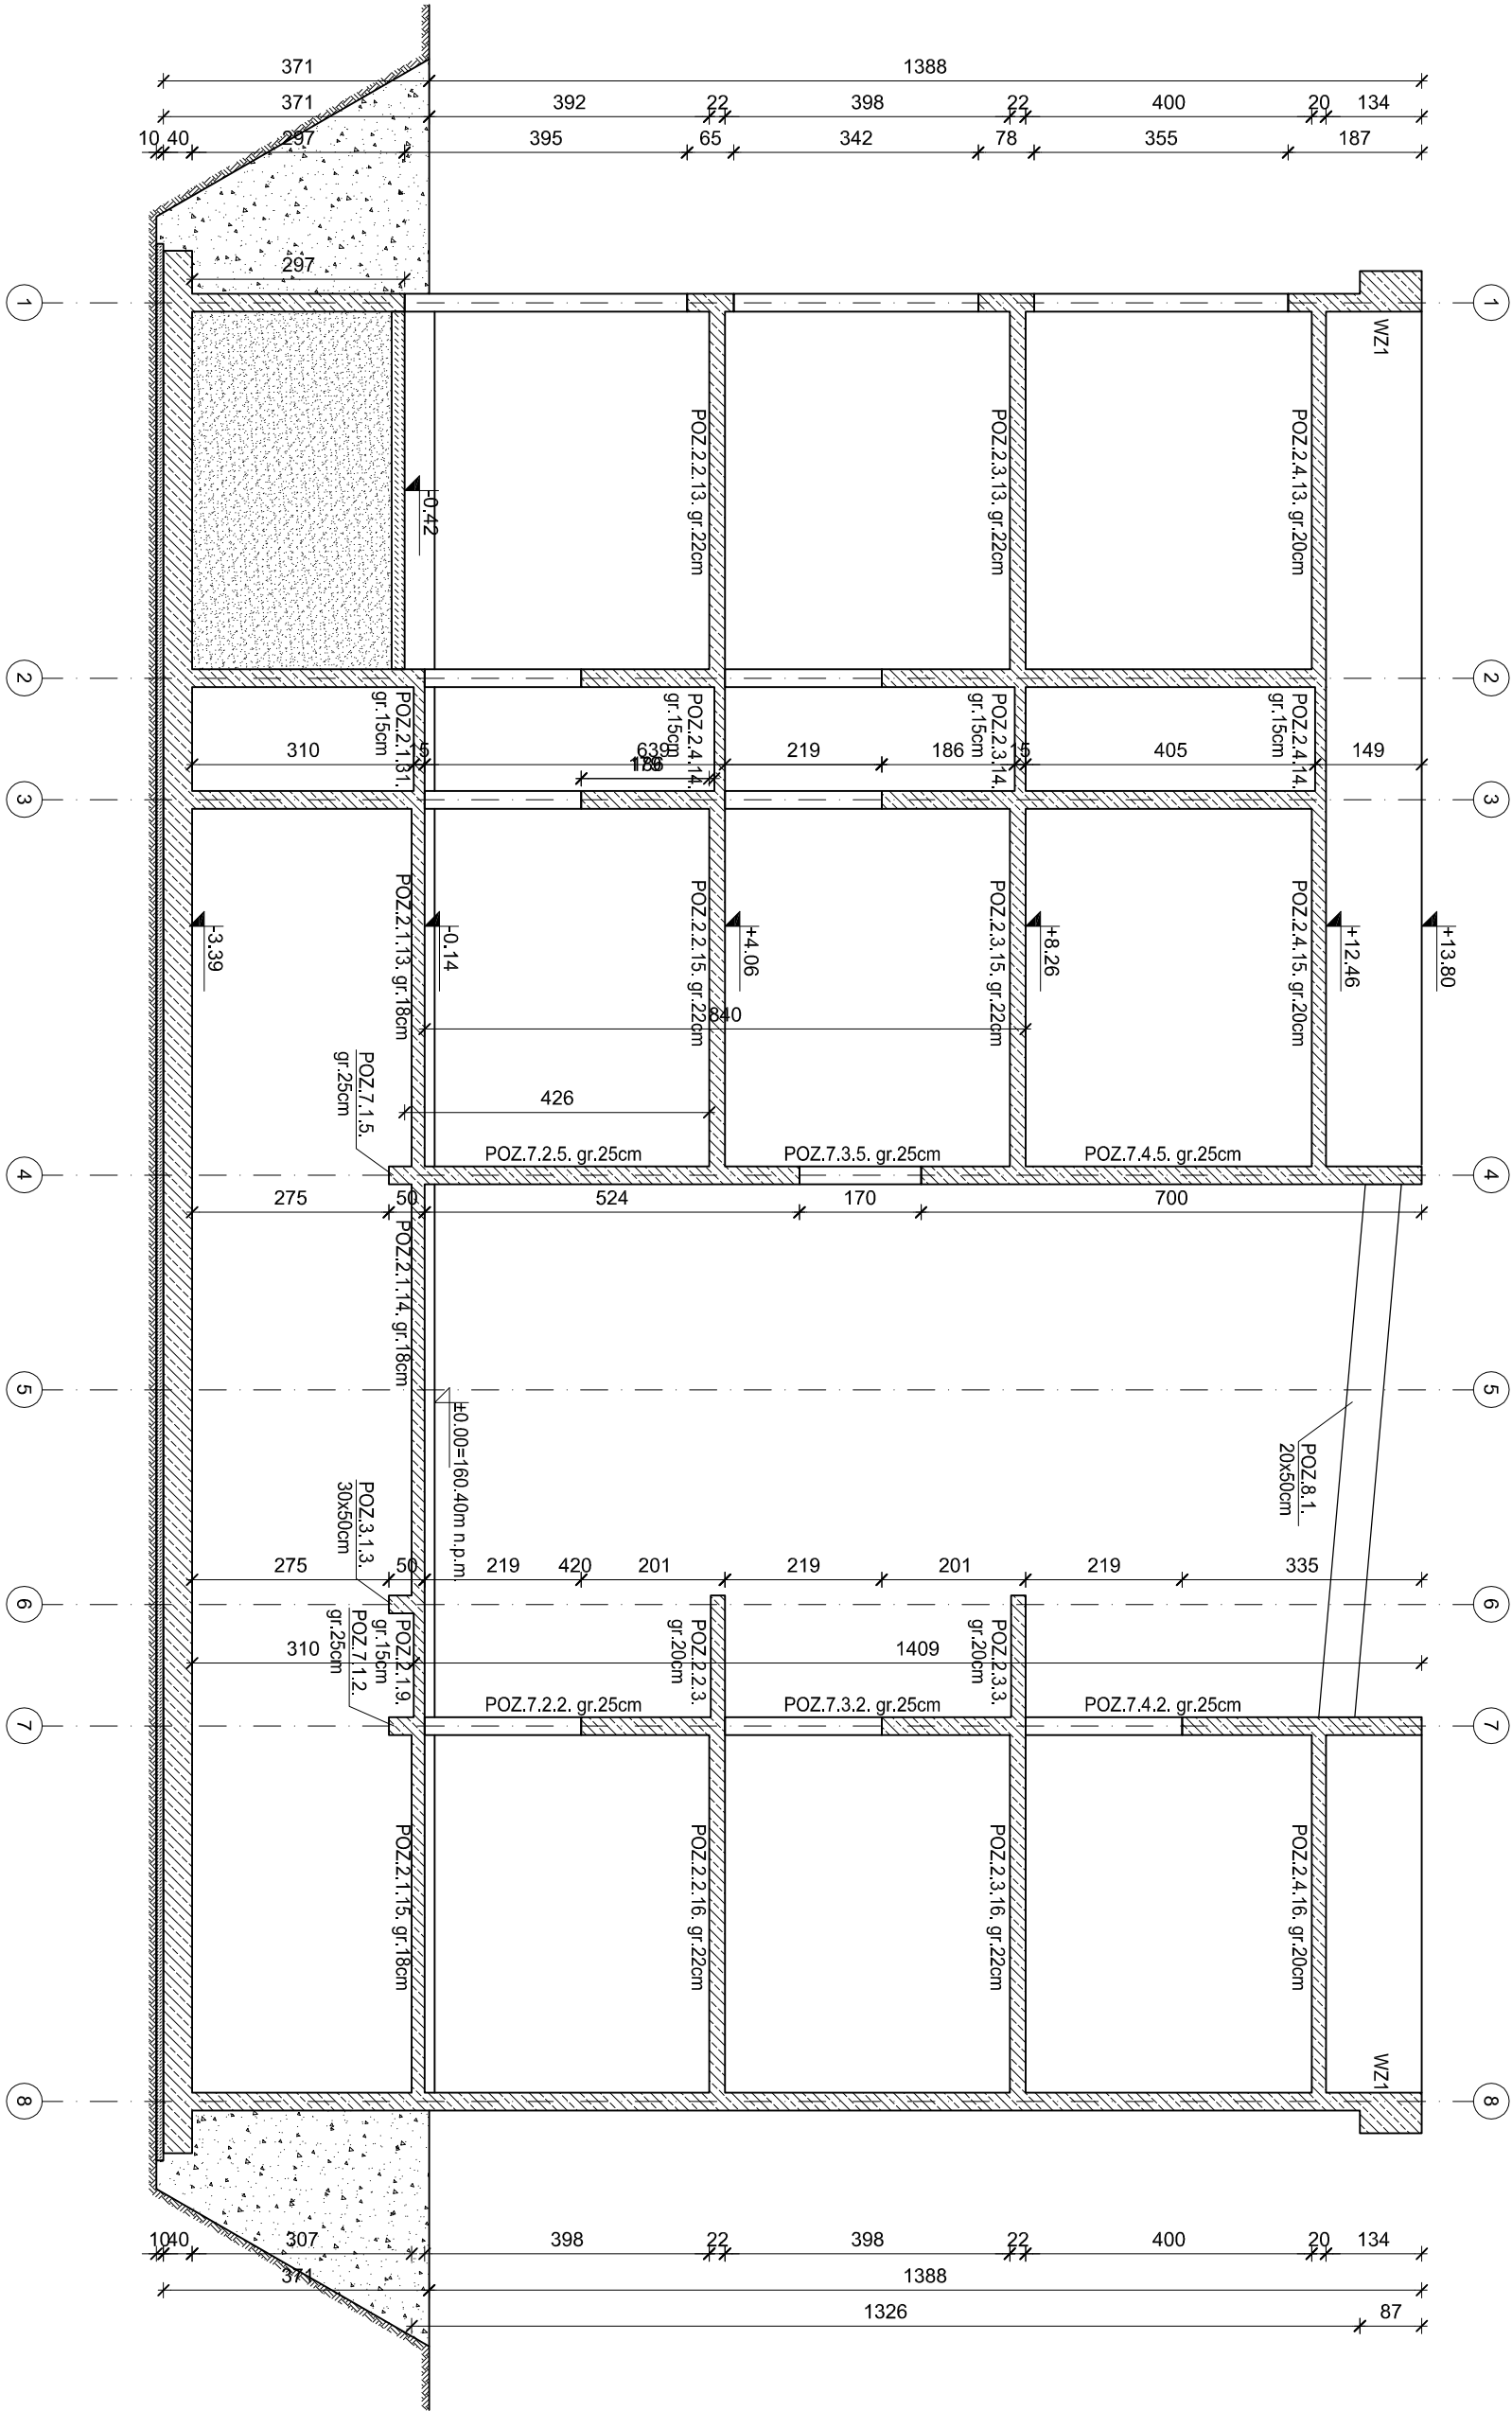 371
1388
371
392
22
398
22
400
20
134
10
40
297
395
65
342
78
355
187
297
1
1
WZ1
POZ.2.2.13. gr.22cm
POZ.2.3.13. gr.22cm
POZ.2.4.13. gr.20cm
-0.42
2
2
POZ.2.1.31.
gr.15cm
POZ.2.4.14.
gr.15cm
POZ.2.3.14.
gr.15cm
POZ.2.4.14.
gr.15cm
310
15
639
219
186
15
405
149
186
3
3
POZ.2.1.13. gr.18cm
POZ.2.2.15. gr.22cm
POZ.2.3.15. gr.22cm
POZ.2.4.15. gr.20cm
-3.39
-0.14
+4.06
+8.26
+12.46
+13.80
840
426
POZ.7.1.5.
gr.25cm
POZ.7.2.5. gr.25cm
POZ.7.3.5. gr.25cm
POZ.7.4.5. gr.25cm
4
4
275
50
524
170
700
POZ.2.1.14. gr.18cm
5
5
±0.00=160.40m n.p.m.
POZ.8.1.
20x50cm
POZ.3.1.3.
30x50cm
275
50
219
420
201
219
201
219
335
6
6
POZ.2.1.9.
gr.15cm
POZ.7.1.2.
gr.25cm
POZ.2.2.3.
gr.20cm
POZ.2.3.3.
gr.20cm
310
1409
POZ.7.2.2. gr.25cm
POZ.7.3.2. gr.25cm
POZ.7.4.2. gr.25cm
7
7
POZ.2.1.15. gr.18cm
POZ.2.2.16. gr.22cm
POZ.2.3.16. gr.22cm
POZ.2.4.16. gr.20cm
WZ1
8
8
10
40
307
398
22
398
22
400
20
134
371
1388
1326
87